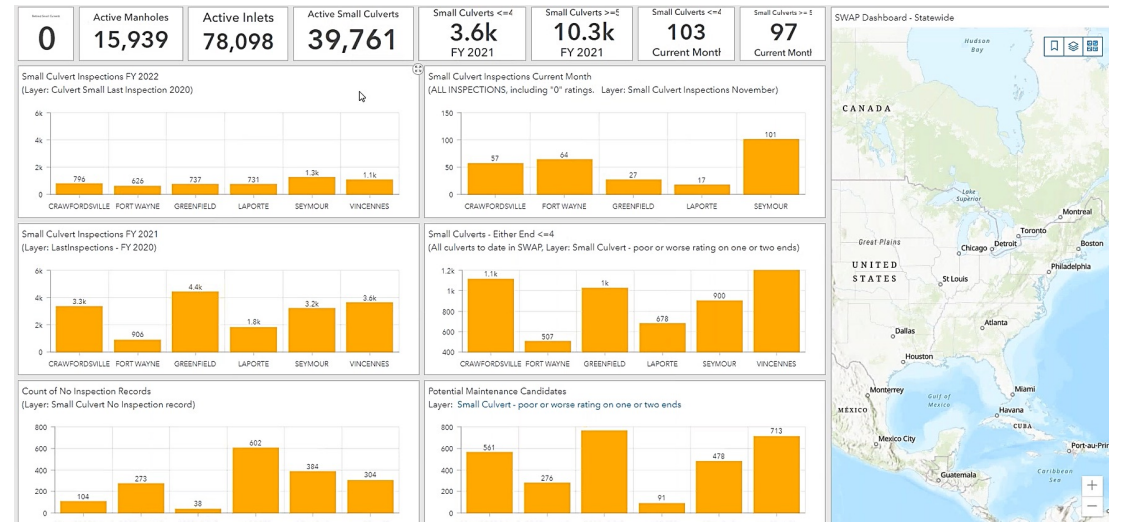 0
Active Manholes
15,939
Active Inlets
78,098
Active Small Culverts
39,761
Small Culverts <=4
3.6k
FY 2021
Small Culverts >=5
10.3k
FY 2021
Small Culverts <=4
103
Current Month
Small Culverts >= 5
97
Current Month
SWAP Dashboard - Statewide
Small Culvert Inspections FY 2022
(Layer: Culvert Small Last Inspection 2020)
6k
4k
2k
0
796
626
737
731
1.3k
1.1k
CRAWFORDSVILLE FORT WAYNE GREENFIELD LAPORTE SEYMOUR VINCENNES
Small Culvert Inspections Current Month
(ALL INSPECTIONS, including "0" ratings. Layer: Small Culvert Inspections November)
150
100
50
0
57
64
27
17
101
CRAWFORDSVILLE FORT WAYNE GREENFIELD LAPORTE SEYMOUR
Small Culvert Inspections FY 2021
(Layer: LastInspections - FY 2020)
6k
4k
2k
0
3.3k
906
4.4k
1.8k
3.2k
3.6k
CRAWFORDSVILLE FORT WAYNE GREENFIELD LAPORTE SEYMOUR VINCENNES
Small Culverts - Either End <=4
(All culverts to date in SWAP, Layer: Small Culvert - poor or worse rating on one or two ends)
1.2k
1k
800
600
400
1.1k
507
1k
678
900
CRAWFORDSVILLE FORT WAYNE GREENFIELD LAPORTE SEYMOUR VINCENNES
Count of No Inspection Records
(Layer: Small Culvert No Inspection record)
800
600
400
200
0
104
273
38
602
384
304
Potential Maintenance Candidates
Layer: Small Culvert - poor or worse rating on one or two ends
800
600
400
200
0
561
276
91
478
713
Hudson
Bay
CANADA
Lake
Superior
Montreal
Toronto
Great Plains
Chicago
Detroit
Boston
UNITED
STATES
Philadelphia
St Louis
Dallas
Atlanta
Houston
Monterrey
Gulf of
Mexico
Miami
MÉXICO
Havana
CUBA
Mexico City
Port-au-Prin
Guatemala
Caribbean
Sea
+
−